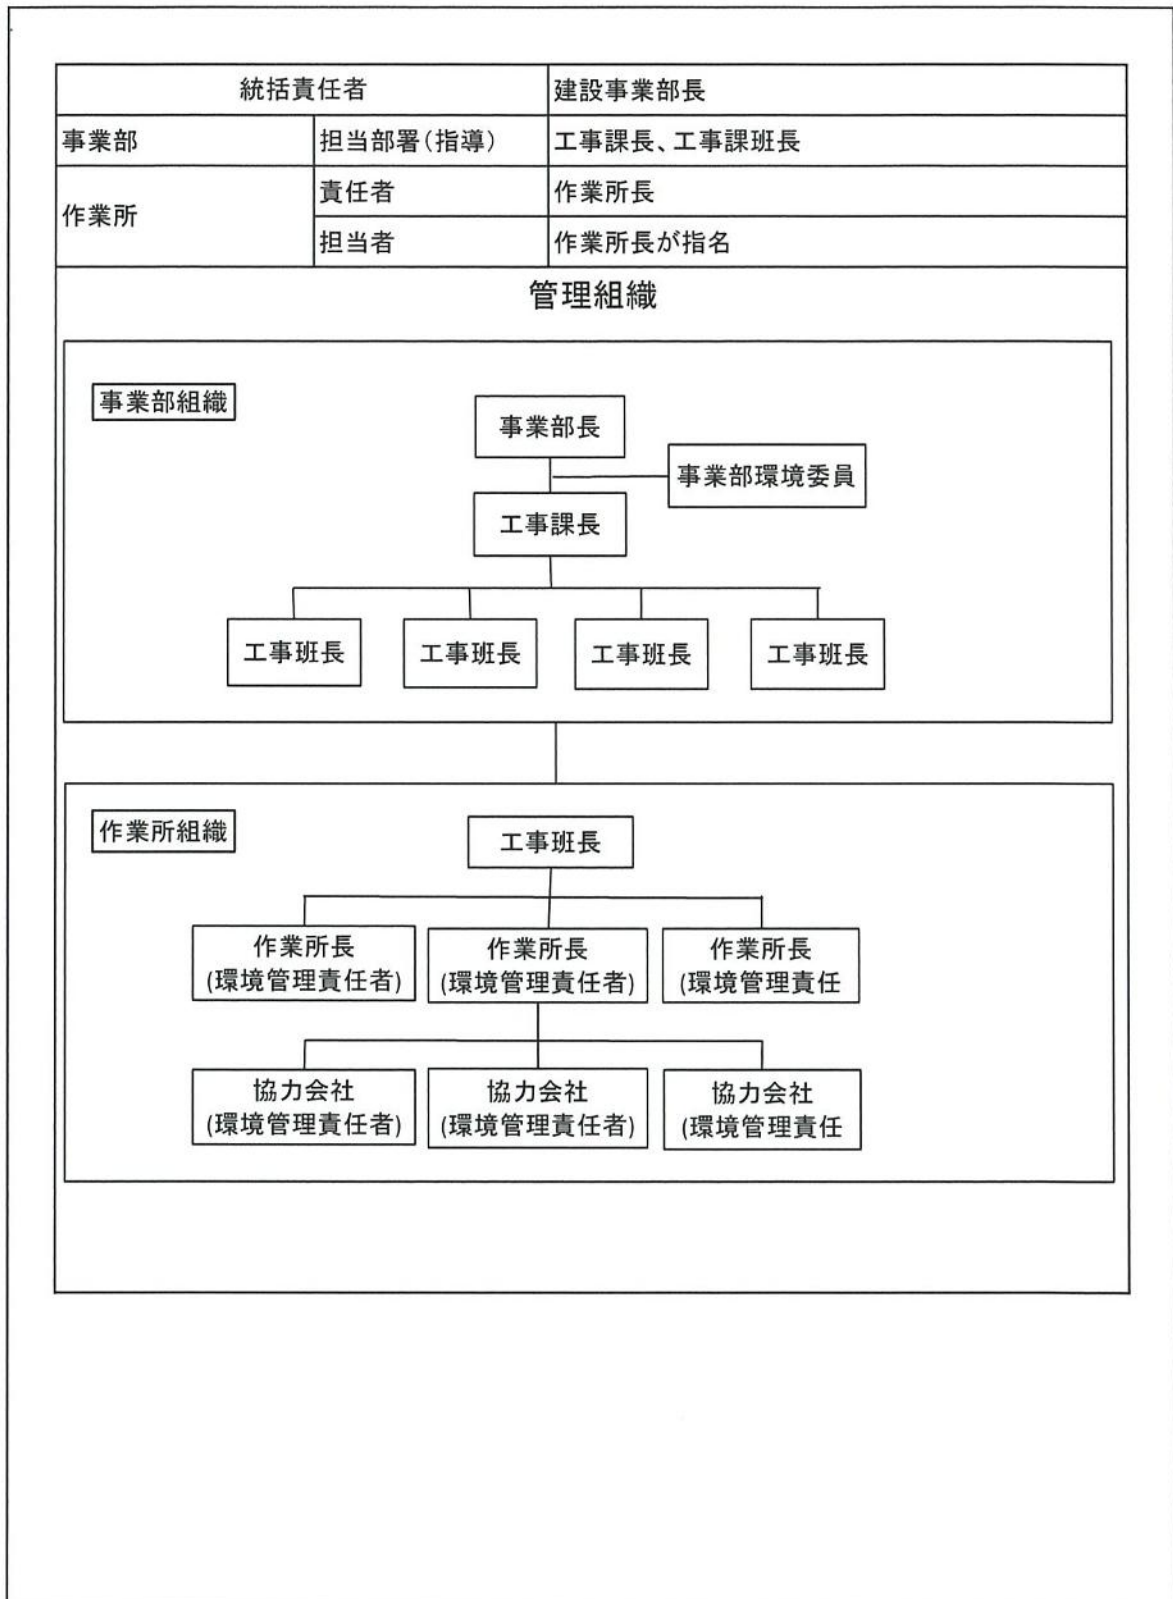 統括責任者 建設事業部長
事業部 担当部署(指導) 工事課長、工事課班長
作業所 責任者 作業所長
担当者 作業所長が指名
管理組織
事業部組織
事業部長
事業部環境委員
工事課長
工事班長 工事班長 工事班長 工事班長
作業所組織
工事班長
作業所長 作業所長 作業所長
(環境管理責任者) (環境管理責任者) (環境管理責任
協力会社 協力会社 協力会社
(環境管理責任者) (環境管理責任者) (環境管理責任